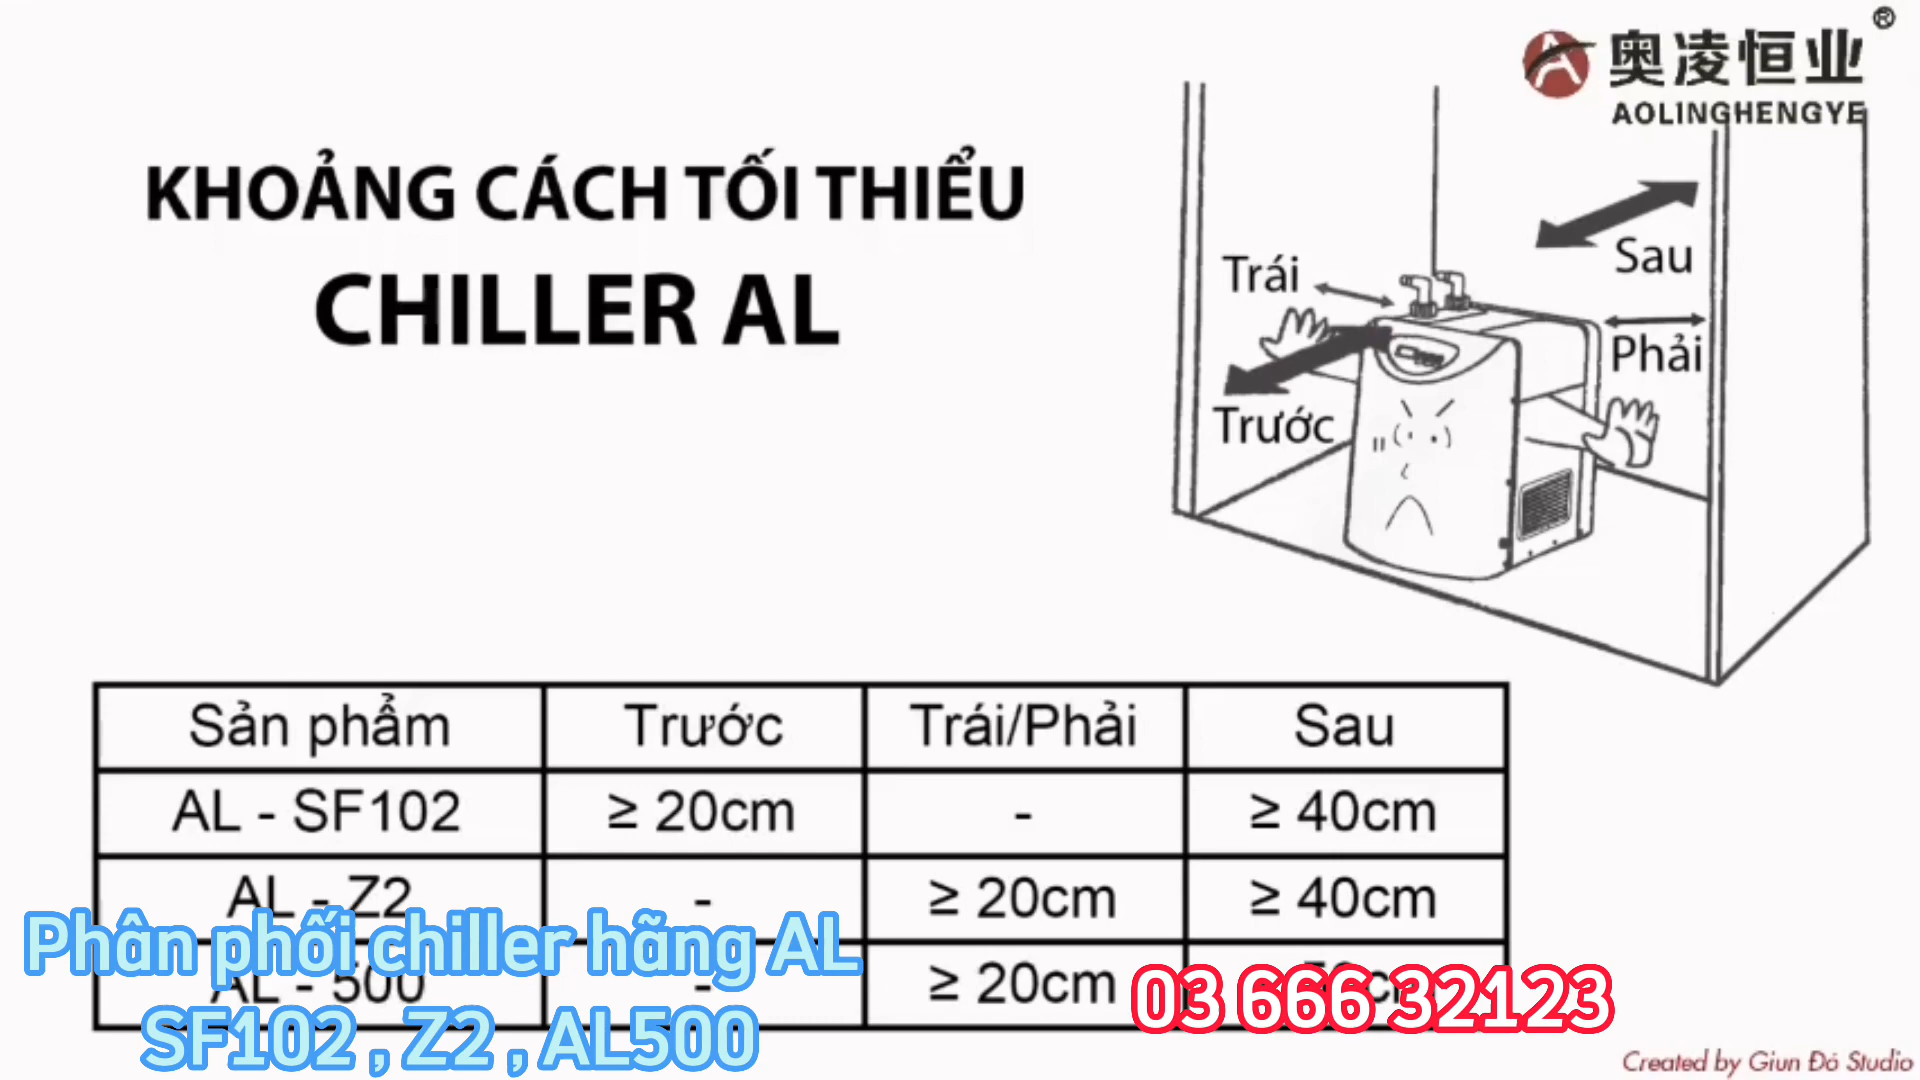 奥凌恒业®
AOLINGHENGYE
KHOẢNG CÁCH TỐI THIỂU
CHILLER AL
Trái
Sau
Phải
Trước
Sản phẩm Trước Trái/Phải Sau
AL - SF102 ≥ 20cm - ≥ 40cm
AL - Z2 - ≥ 20cm ≥ 40cm
AL - 500 - ≥ 20cm
Phân phối chiller hãng AL
SF102 , Z2 , AL500
03 666 32123
Created by Giun Đỏ Studio